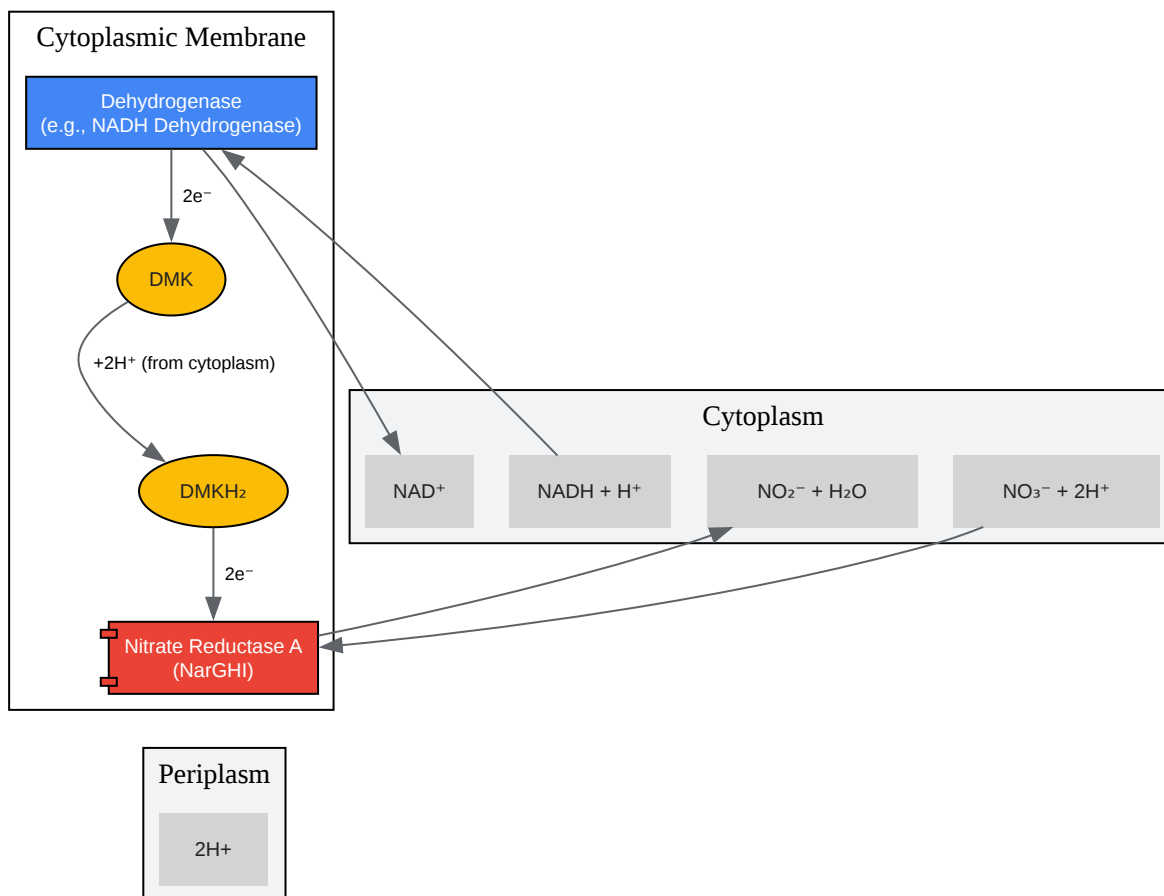 Cytoplasmic Membrane
Dehydrogenase
(e.g., NADH Dehydrogenase)
2e⁻
DMK
+2H⁺ (from cytoplasm)
Cytoplasm
NAD⁺
NADH + H⁺
NO₂⁻ + H₂O
NO₃⁻ + 2H⁺
DMKH₂
2e⁻
Nitrate Reductase A
(NarGHI)
Periplasm
2H+